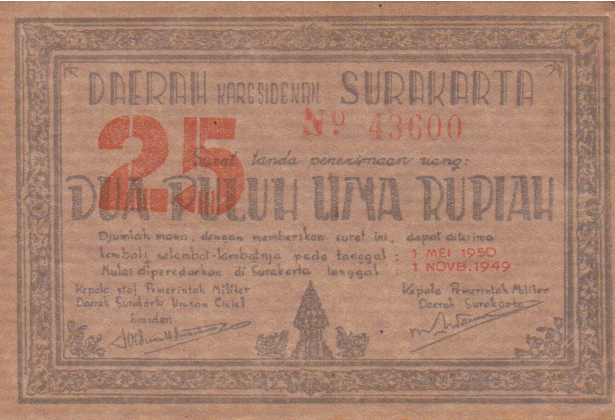 DAERAH KARESIDENAN SURAKARTA
Nº 43600
25
Surat tanda penerimaan uang:
DUA PULUH LIMA RUPIAH
Djumlah mana, dengan memberikan surat ini, dapat diterima
kembali selambat-lambatnja pada tanggal : 1 MEI 1950
Mulai diperedarkan di Surakarta tanggal : 1 NOVB. 1949
Kepala staf Pemerintah Militer
Daerah Surakarta Urusan Civiel.
Residen.
Kepala Pemerintah Militer
Daerah Surakarta